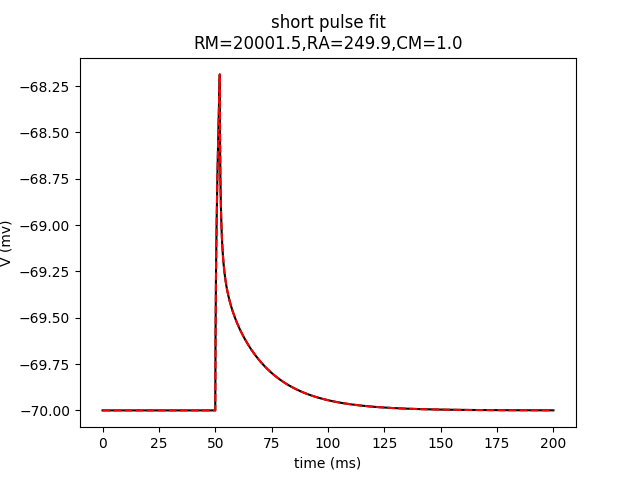 short pulse fit
RM=20001.5,RA=249.9,CM=1.0
−68.25
−68.50
−68.75
−69.00
−69.25
−69.50
−69.75
−70.00
V (mv)
0 25 50 75 100 125 150 175 200
time (ms)